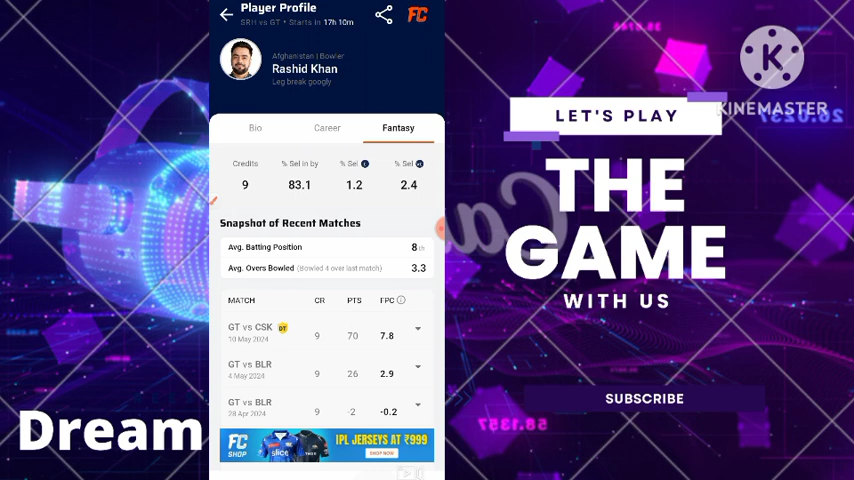 Player Profile
SRH vs GT • Starts in 17h 10m
FC
Afghanistan | Bowler
Rashid Khan
Leg break googly
Bio Career Fantasy
Credits % Sel in by % Sel C % Sel VC
9 83.1 1.2 2.4
Snapshot of Recent Matches
Avg. Batting Position 8th
Avg. Overs Bowled (Bowled 4 over last match) 3.3
MATCH CR PTS FPC
GT vs CSK DT 9 70 7.8
10 May 2024
GT vs BLR 9 26 2.9
4 May 2024
GT vs BLR 9 -2 -0.2
28 Apr 2024
FC SHOP slice IPL JERSEYS AT ₹999
SHOP NOW
Dream
K
KINEMASTER
LET'S PLAY
THE
GAME
WITH US
SUBSCRIBE
58.1357